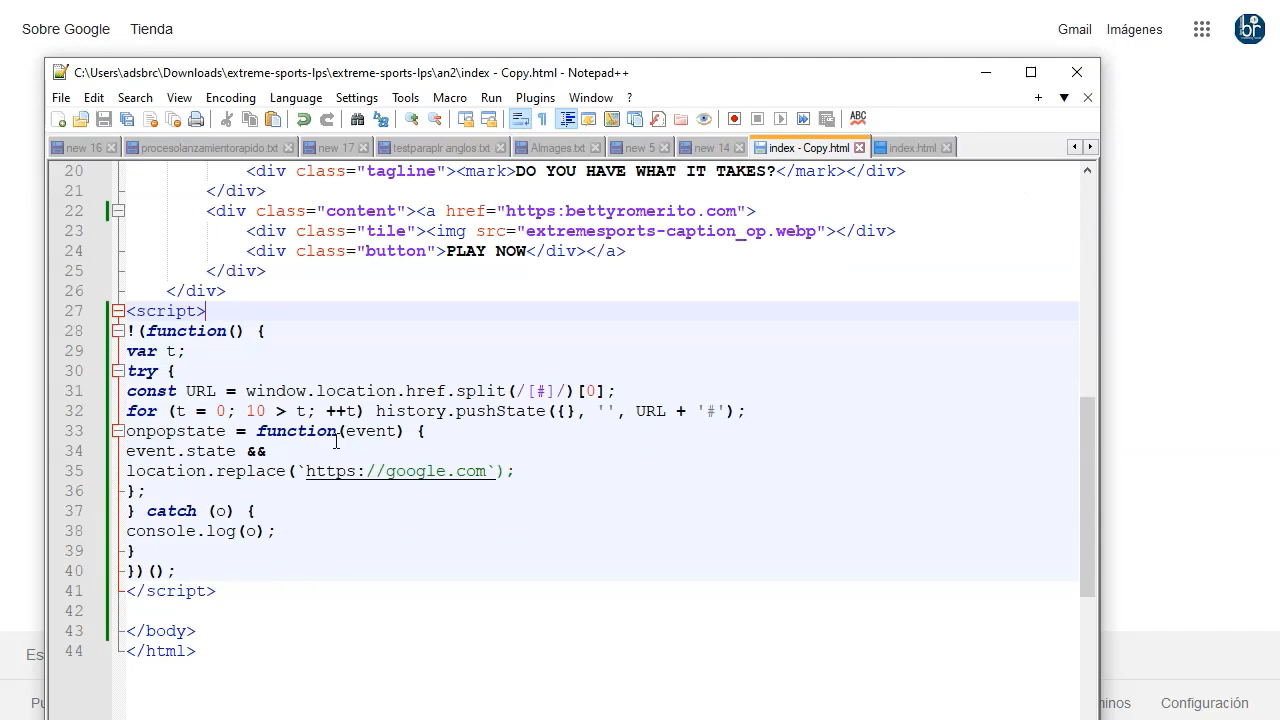 Sobre Google Tienda Gmail Imágenes
C:\Users\adsbrc\Downloads\extreme-sports-lps\extreme-sports-lps\an2\index - Copy.html - Notepad++
File Edit Search View Encoding Language Settings Tools Macro Run Plugins Window ?
new 16 procesolanzamientorapido.txt new 17 testparaplr anglos.txt AImages.txt new 5 new 14 index - Copy.html index.html
20 <div class="tagline"><mark>DO YOU HAVE WHAT IT TAKES?</mark></div>
21 </div>
22 <div class="content"><a href="https:bettyromerito.com">
23 <div class="tile"><img src="extremesports-caption_op.webp"></div>
24 <div class="button">PLAY NOW</div></a>
25 </div>
26 </div>
27 <script>
28 !(function() {
29 var t;
30 try {
31 const URL = window.location.href.split(/[#]/)[0];
32 for (t = 0; 10 > t; ++t) history.pushState({}, '', URL + '#');
33 onpopstate = function(event) {
34 event.state &&
35 location.replace(`https://google.com`);
36 };
37 } catch (o) {
38 console.log(o);
39 }
40 })();
41 </script>
42
43 </body>
44 </html>
Configuración